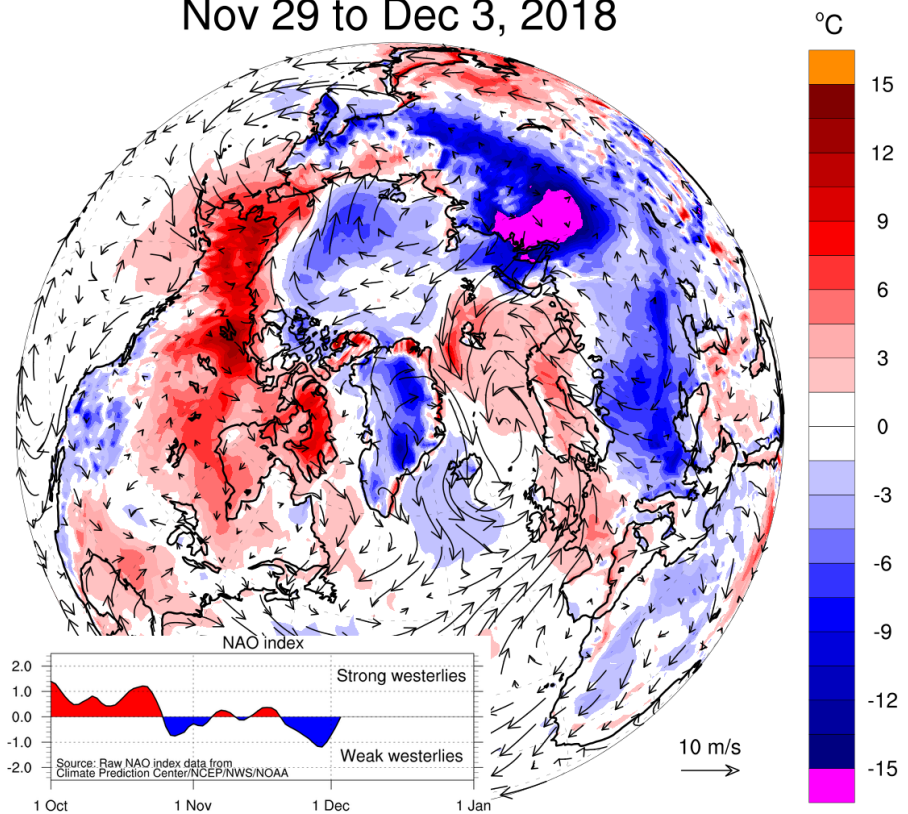 Nov 29 to Dec 3, 2018
°C
15
12
9
6
3
0
-3
-6
-9
-12
-15
10 m/s
NAO index
2.0
1.0
0.0
-1.0
-2.0
Strong westerlies
Weak westerlies
Source: Raw NAO index data from
Climate Prediction Center/NCEP/NWS/NOAA
1 Oct
1 Nov
1 Dec
1 Jan